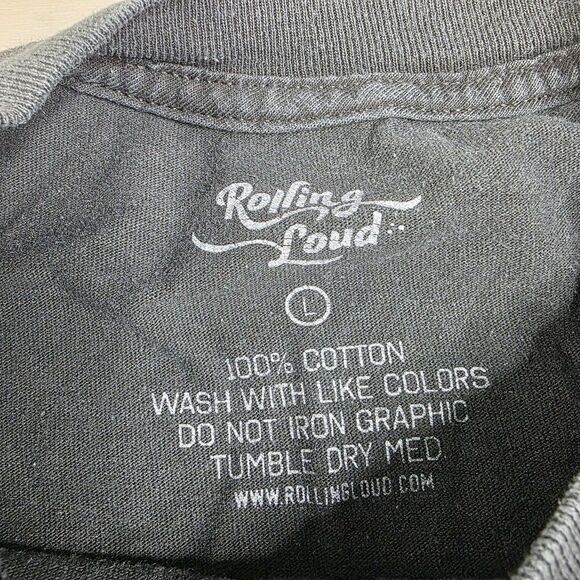 Rolling
Loud
L
100% COTTON
WASH WITH LIKE COLORS
DO NOT IRON GRAPHIC
TUMBLE DRY MED
WWW.ROLLINGLOUD.COM